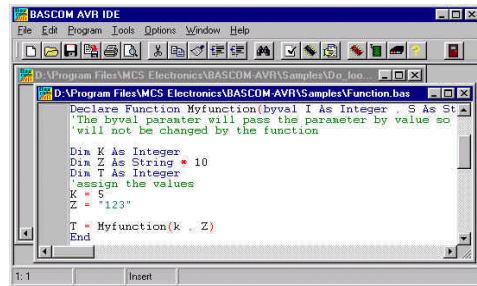 BASCOM AVR IDE
File Edit Program Tools Options Window Help
D:\Program Files\MCS Electronics\BASCOM-AVR\Samples\Do_loo...
D:\Program Files\MCS Electronics\BASCOM-AVR\Samples\Function.bas
Declare Function Myfunction(byval I As Integer , S As St
'The byval paramter will pass the parameter by value so
'will not be changed by the function
Dim K As Integer
Dim Z As String * 10
Dim T As Integer
'assign the values
K = 5
Z = "123"
T = Myfunction(k , Z)
End
1: 1 Insert